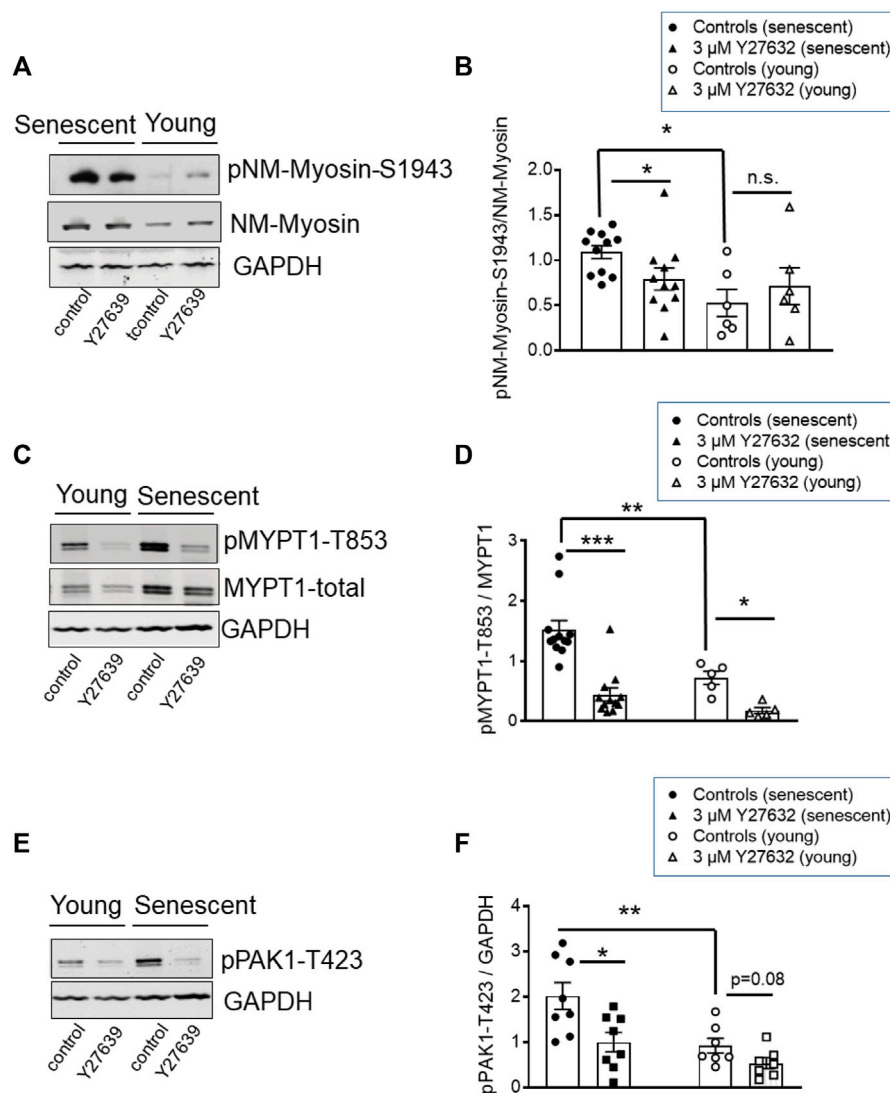 A
Senescent Young
pNM-Myosin-S1943
NM-Myosin
GAPDH
control
Y27639
tcontrol
Y27639
B
Controls (senescent)
3 µM Y27632 (senescent)
Controls (young)
3 µM Y27632 (young)
pNM-Myosin-S1943/NM-Myosin
2.0
1.5
1.0
0.5
0.0
*
*
n.s.
C
Young Senescent
pMYPT1-T853
MYPT1-total
GAPDH
control
Y27639
control
Y27639
D
Controls (senescent)
3 µM Y27632 (senescent
Controls (young)
3 µM Y27632 (young)
pMYPT1-T853 / MYPT1
3
2
1
0
**
***
*
E
Young Senescent
pPAK1-T423
GAPDH
control
Y27639
control
Y27639
F
Controls (senescent)
3 µM Y27632 (senescent)
Controls (young)
3 µM Y27632 (young)
pPAK1-T423 / GAPDH
4
3
2
1
0
**
*
p=0.08